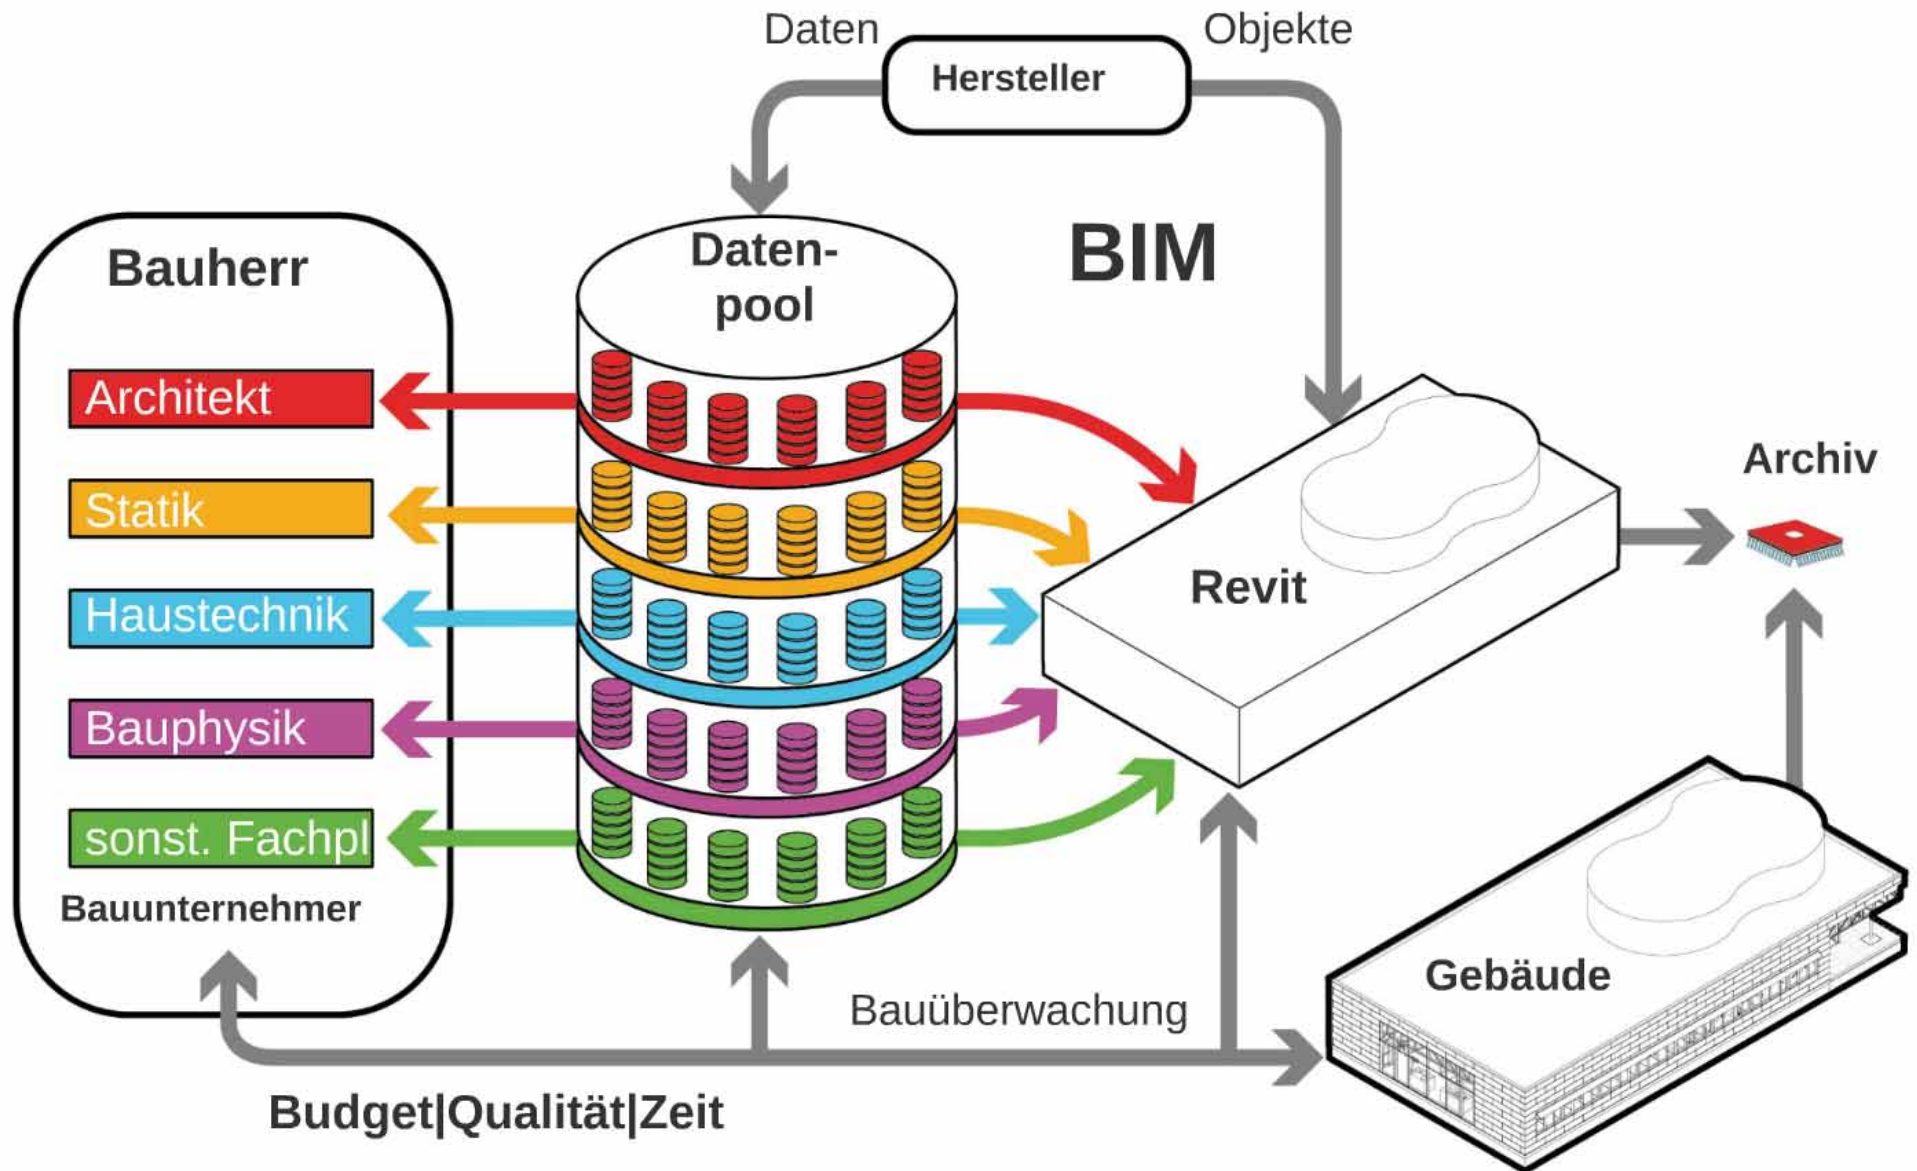 Daten
Objekte
Hersteller
BIM
Bauherr
Daten-
pool
Architekt
Statik
Haustechnik
Bauphysik
sonst. Fachpl
Bauunternehmer
Revit
Archiv
Gebäude
Bauüberwachung
Budget|Qualität|Zeit